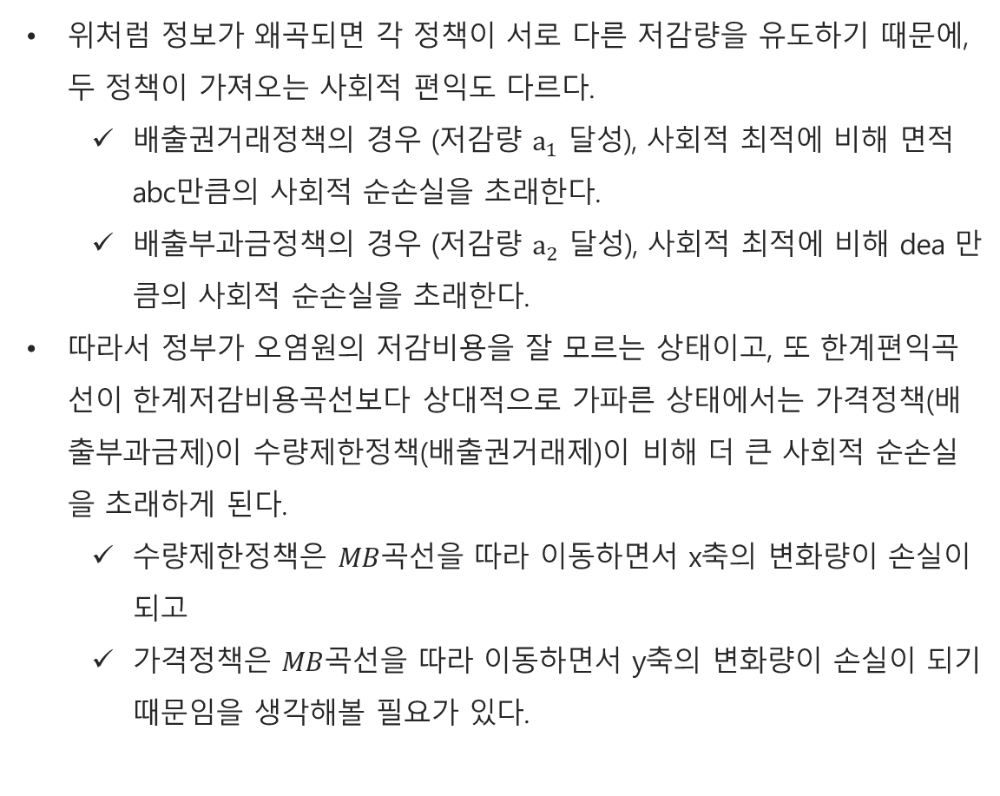 • 위처럼 정보가 왜곡되면 각 정책이 서로 다른 저감량을 유도하기 때문에,
두 정책이 가져오는 사회적 편익도 다르다.
✓ 배출권거래정책의 경우 (저감량 a₁ 달성), 사회적 최적에 비해 면적
abc만큼의 사회적 순손실을 초래한다.
✓ 배출부과금정책의 경우 (저감량 a₂ 달성), 사회적 최적에 비해 dea 만
큼의 사회적 순손실을 초래한다.
• 따라서 정부가 오염원의 저감비용을 잘 모르는 상태이고, 또 한계편익곡
선이 한계저감비용곡선보다 상대적으로 가파른 상태에서는 가격정책(배
출부과금제)이 수량제한정책(배출권거래제)이 비해 더 큰 사회적 순손실
을 초래하게 된다.
✓ 수량제한정책은 MB곡선을 따라 이동하면서 x축의 변화량이 손실이
되고
✓ 가격정책은 MB곡선을 따라 이동하면서 y축의 변화량이 손실이 되기
때문임을 생각해볼 필요가 있다.